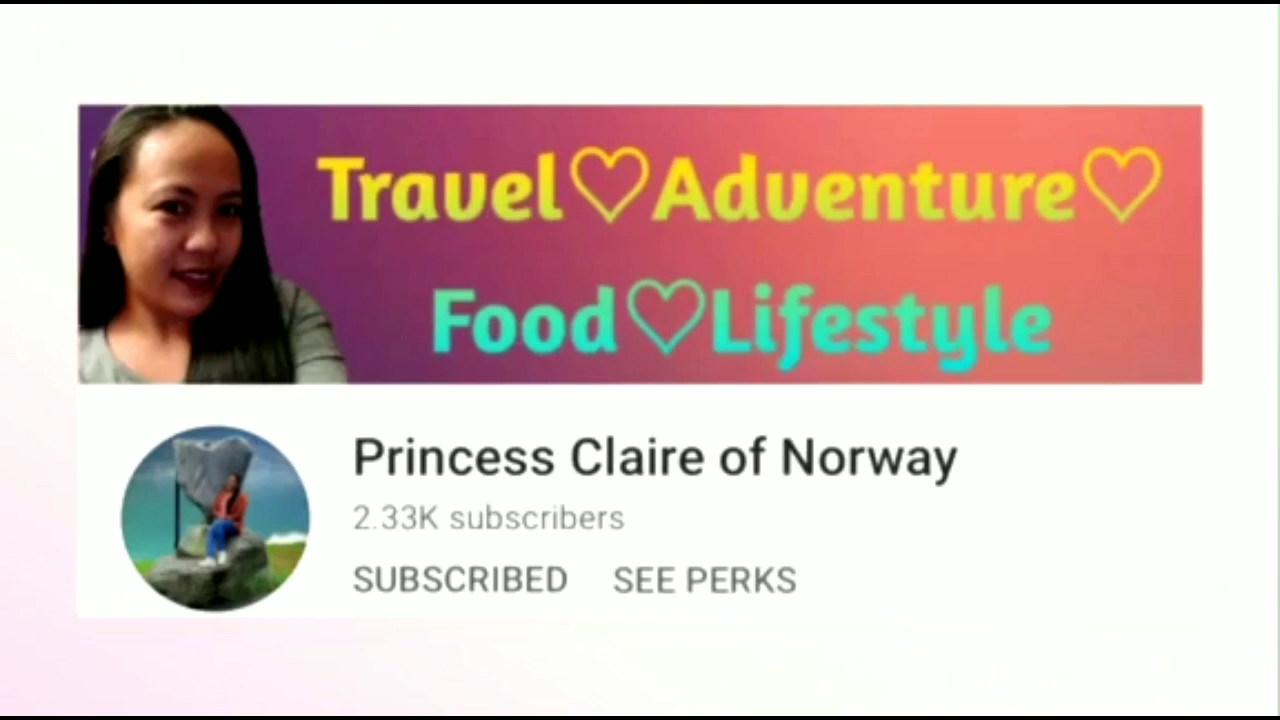 Travel♡Adventure♡
Food♡Lifestyle
Princess Claire of Norway
2.33K subscribers
SUBSCRIBED SEE PERKS